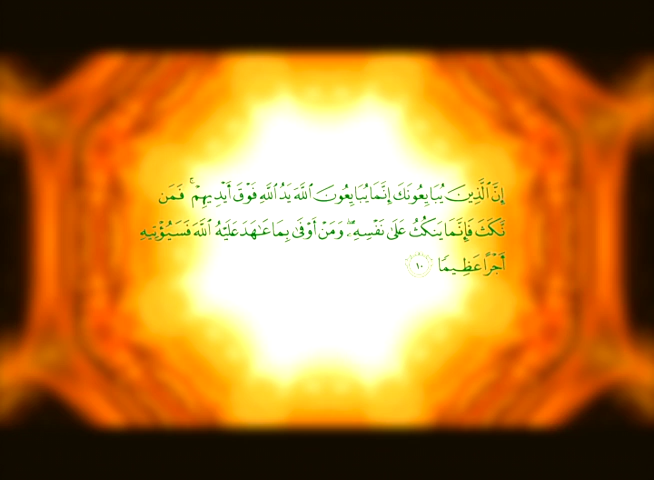 إِنَّ ٱلَّذِينَ يُبَايِعُونَكَ إِنَّمَا يُبَايِعُونَ ٱللَّهَ يَدُ ٱللَّهِ فَوْقَ أَيْدِيهِمْ ۚ فَمَن
نَّكَثَ فَإِنَّمَا يَنكُثُ عَلَىٰ نَفْسِهِۦ ۖ وَمَنْ أَوْفَىٰ بِمَا عَـٰهَدَ عَلَيْهُ ٱللَّهَ فَسَيُؤْتِيهِ
أَجْرًا عَظِيمًا ١٠